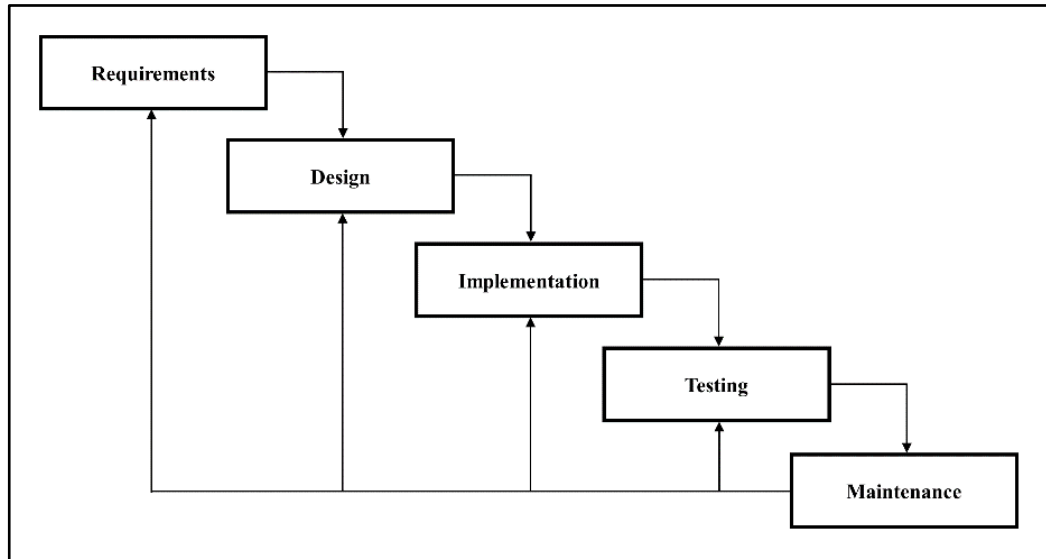 Requirements
Design
Implementation
Testing
Maintenance